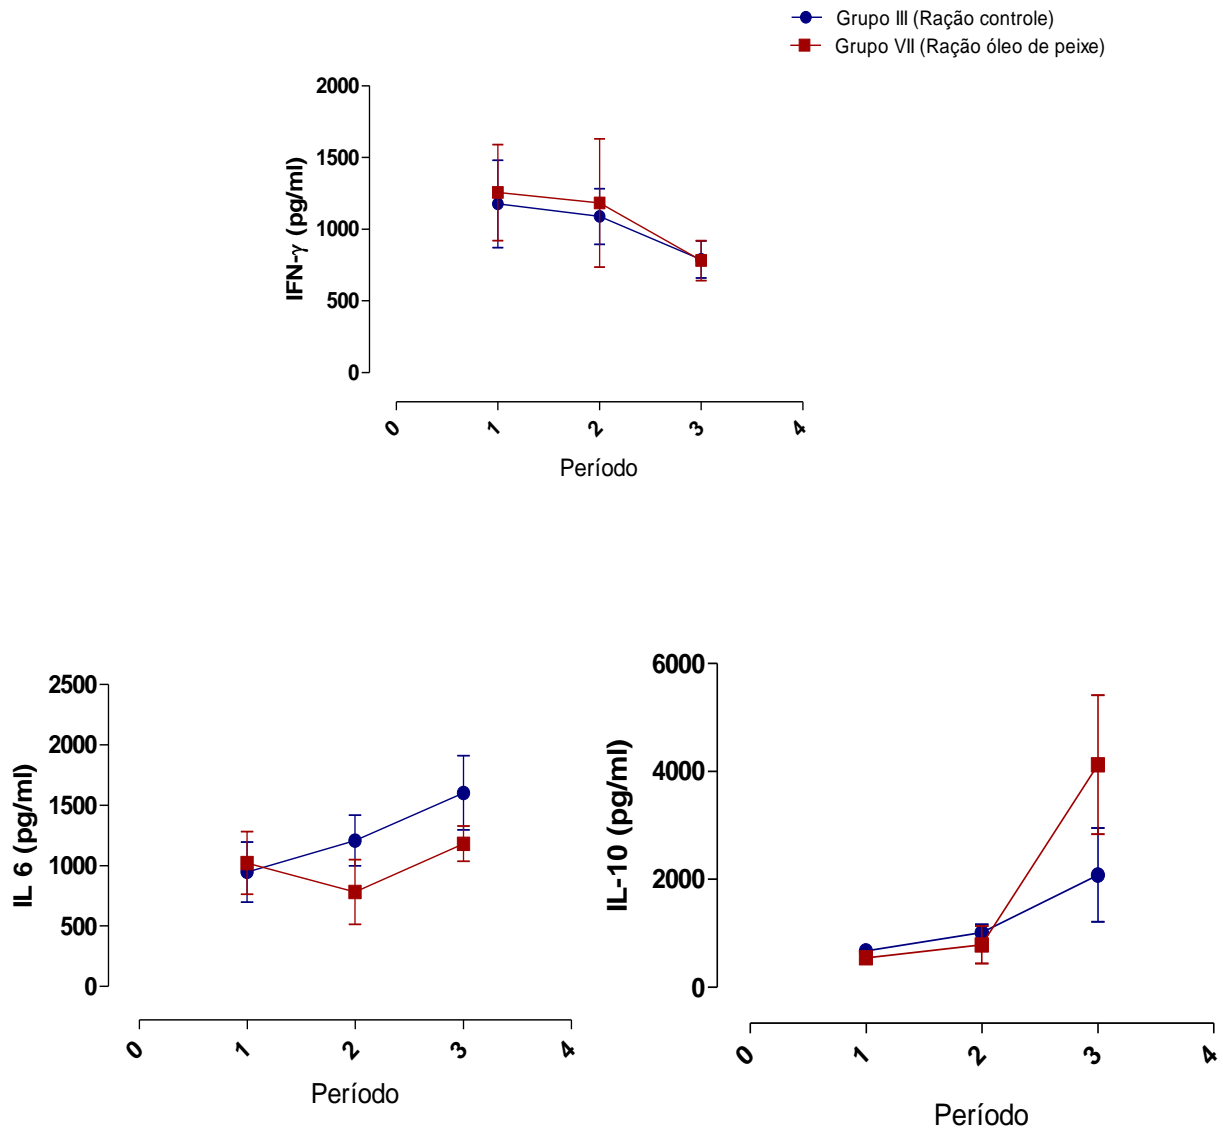 Grupo III (Ração controle)
Grupo VII (Ração óleo de peixe)
IFN-γ (pg/ml)
2000
1500
1000
500
0
0 1 2 3 4
Período
IL 6 (pg/ml)
2500
2000
1500
1000
500
0
0 1 2 3 4
Período
IL-10 (pg/ml)
6000
4000
2000
0
0 1 2 3 4
Período